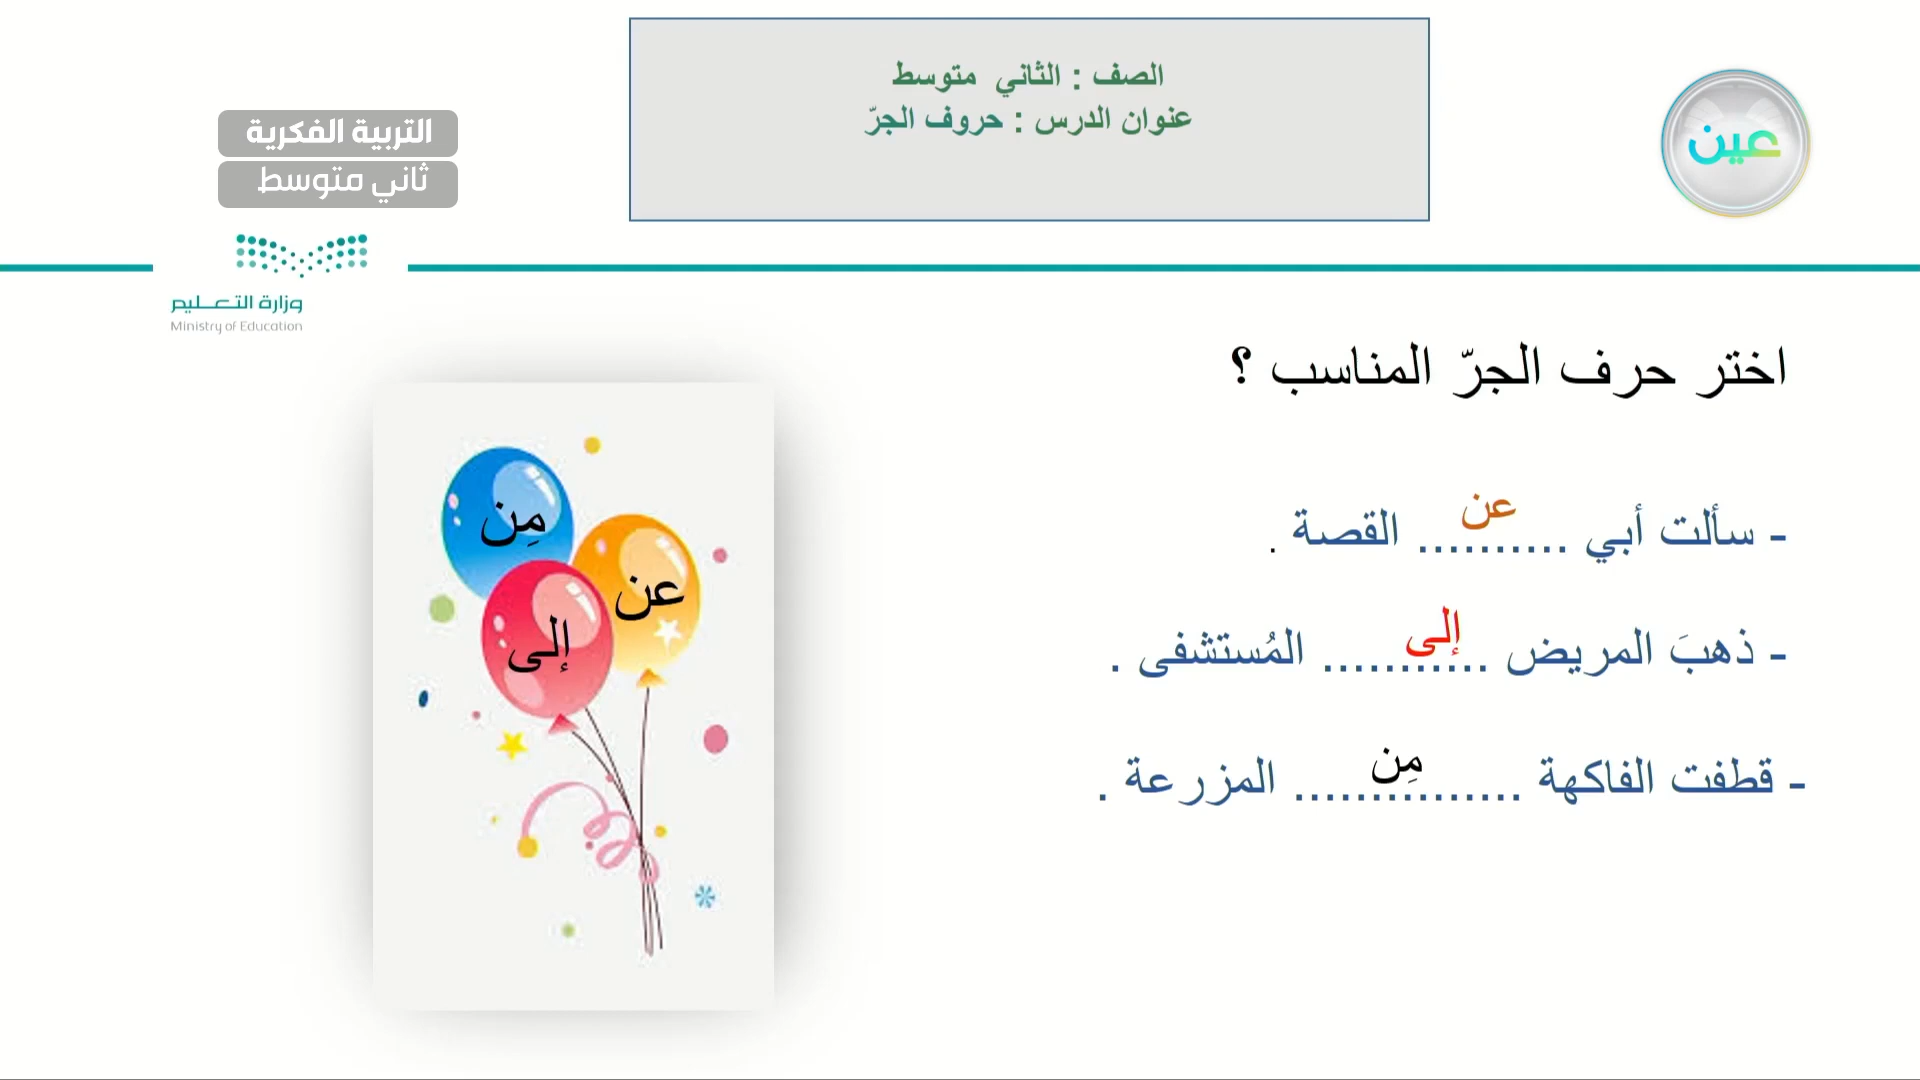 الصف : الثاني متوسط
عنوان الدرس : حروف الجرّ
عين
التربية الفكرية
ثاني متوسط
وزارة التعليم
Ministry of Education
اختر حرف الجرّ المناسب ؟
- سألت أبي .......... القصة .
عن
- ذهبَ المريض ........... المُستشفى .
إلى
- قطفت الفاكهة ............... المزرعة .
مِن
مِن
عن
إلى